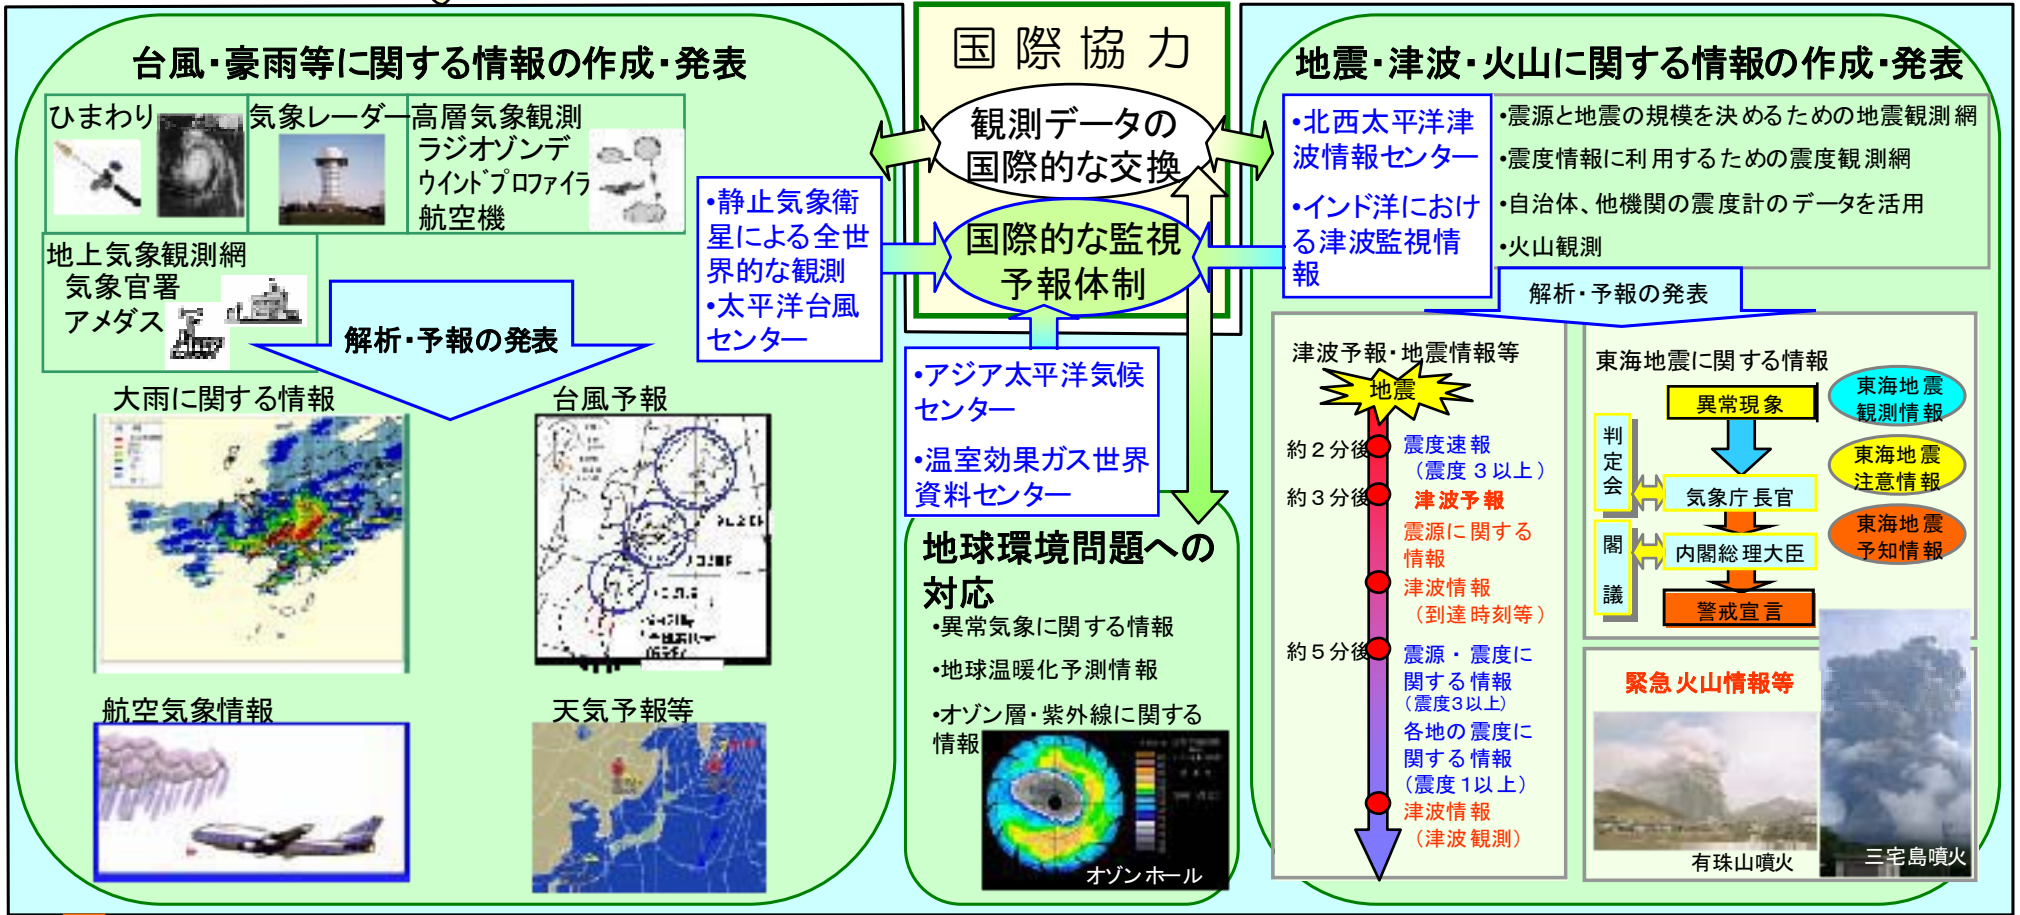 台風・豪雨等に関する情報の作成・発表
ひまわり
気象レーダー
高層気象観測
ラジオゾンデ
ウインドプロファイラ
航空機
地上気象観測網
気象官署
アメダス
解析・予報の発表
大雨に関する情報
台風予報
航空気象情報
天気予報等
国際協力
観測データの
国際的な交換
国際的な監視
予報体制
・静止気象衛
星による全世
界的な観測
・太平洋台風
センター
・アジア太平洋気候
センター
・温室効果ガス世界
資料センター
地球環境問題への
対応
・異常気象に関する情報
・地球温暖化予測情報
・オゾン層・紫外線に関する
情報
オゾンホール
地震・津波・火山に関する情報の作成・発表
・北西太平洋津
波情報センター
・インド洋におけ
る津波監視情
報
・震源と地震の規模を決めるための地震観測網
・震度情報に利用するための震度観測網
・自治体、他機関の震度計のデータを活用
・火山観測
解析・予報の発表
津波予報・地震情報等
地震
約2分後
震度速報
(震度3以上)
約3分後
津波予報
震源に関する
情報
津波情報
(到達時刻等)
約5分後
震源・震度に
関する情報
(震度3以上)
各地の震度に
関する情報
(震度1以上)
津波情報
(津波観測)
東海地震に関する情報
異常現象
判定会
気象庁長官
閣議
内閣総理大臣
警戒宣言
東海地震
観測情報
東海地震
注意情報
東海地震
予知情報
緊急火山情報等
有珠山噴火
三宅島噴火